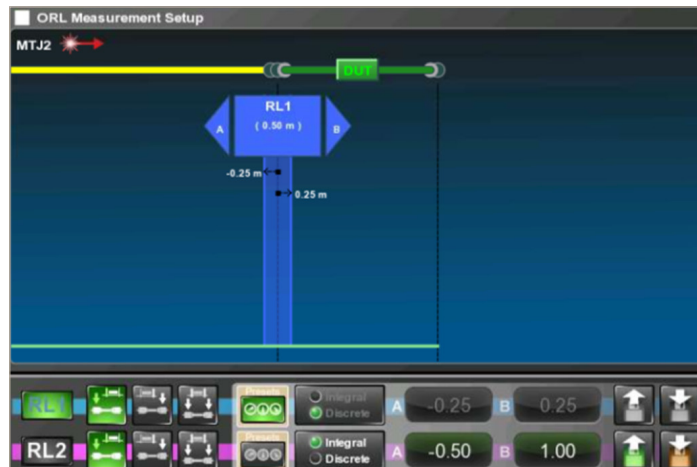 ORL Measurement Setup
MTJ2
DUT
RL1
( 0.50 m )
A B
-0.25 m
0.25 m
RL1 Presets Integral Discrete A -0.25 B 0.25
RL2 Presets Integral Discrete A -0.50 B 1.00